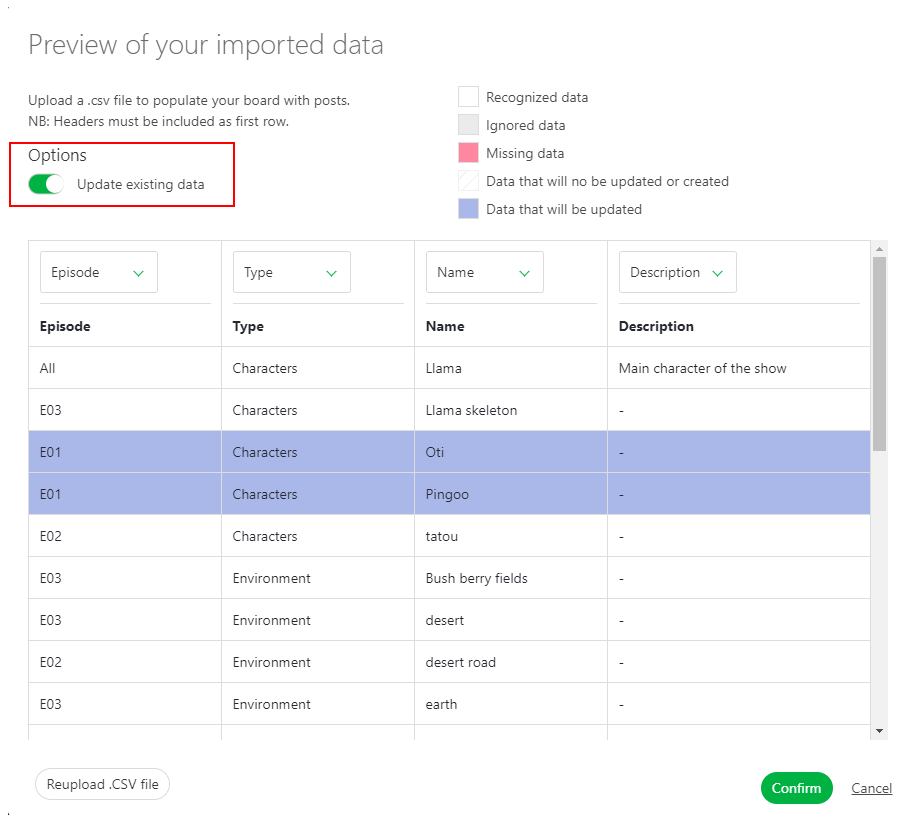 Preview of your imported data
Upload a .csv file to populate your board with posts.
NB: Headers must be included as first row.
Options
Update existing data
Recognized data
Ignored data
Missing data
Data that will no be updated or created
Data that will be updated
Episode Type Name Description
Episode Type Name Description
All Characters Llama Main character of the show
E03 Characters Llama skeleton -
E01 Characters Oti -
E01 Characters Pingoo -
E02 Characters tatou -
E03 Environment Bush berry fields -
E03 Environment desert -
E02 Environment desert road -
E03 Environment earth -
Reupload .CSV file Confirm Cancel